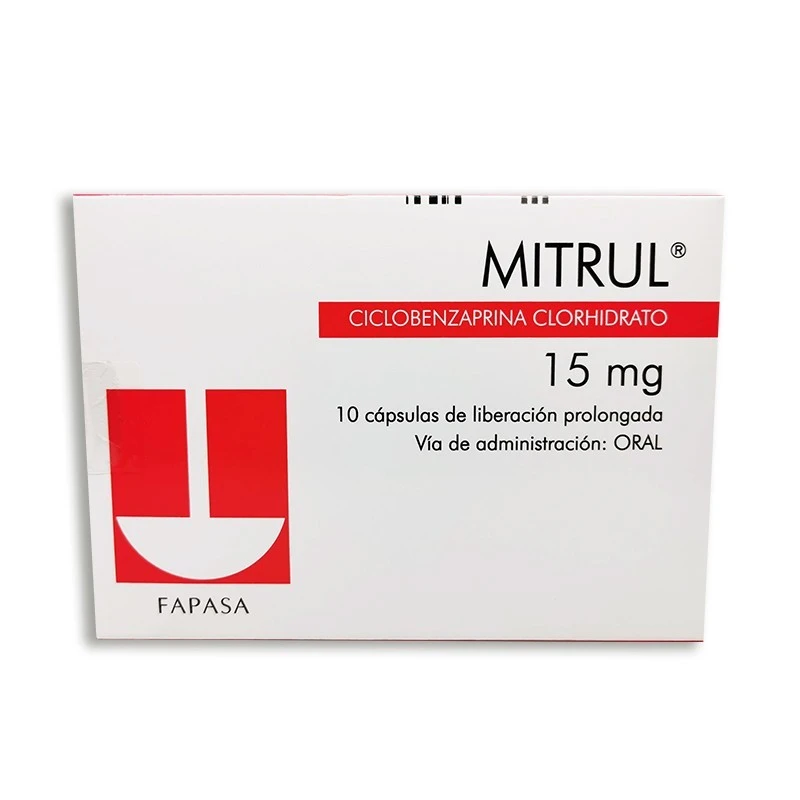 MITRUL®
CICLOBENZAPRINA CLORHIDRATO
15 mg
10 cápsulas de liberación prolongada
Vía de administración: ORAL
FAPASA